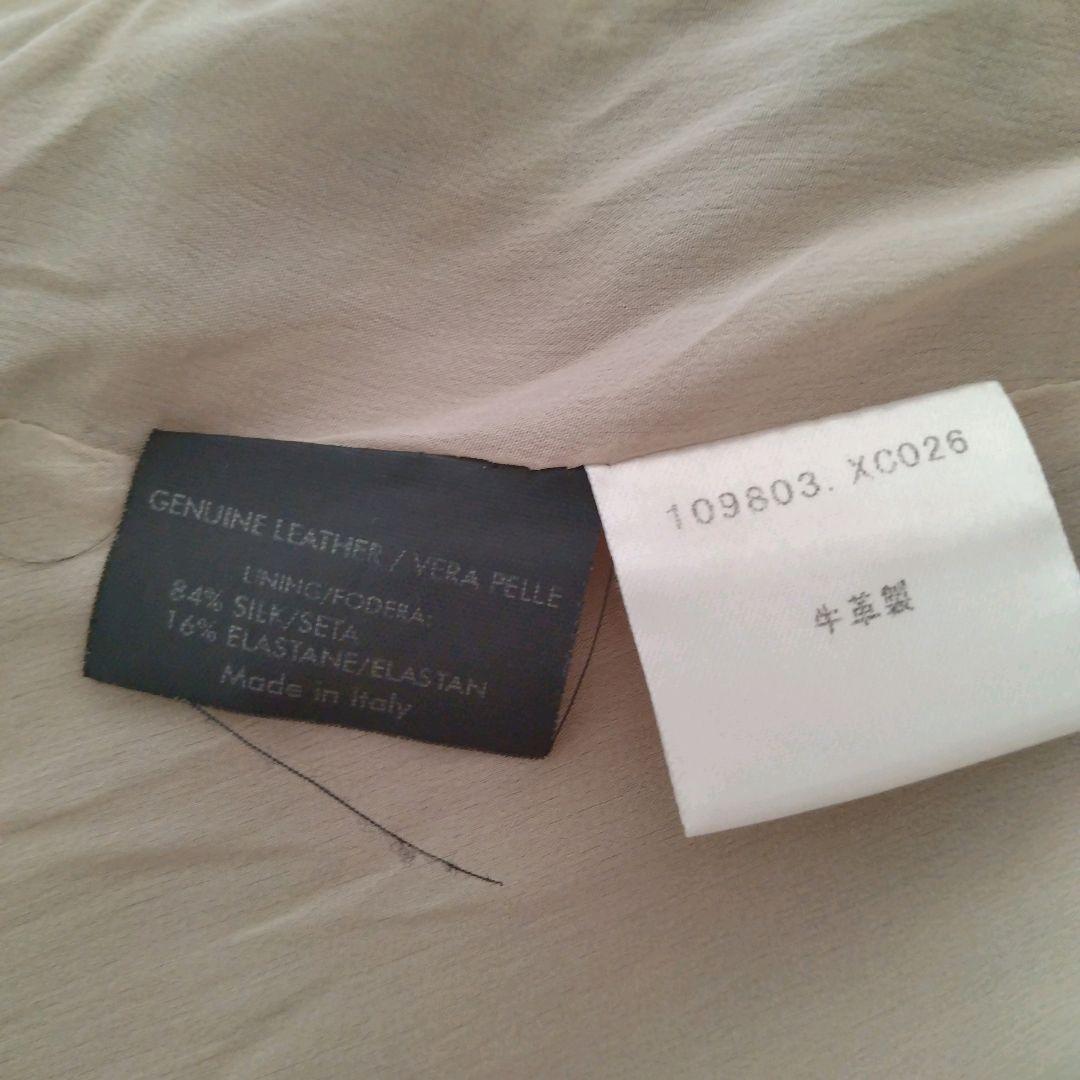 GENUINE LEATHER / VERA PELLE
LINING/FODERA:
84% SILK/SETA
16% ELASTANE/ELASTAN
Made in Italy
109803. XC026
牛革製